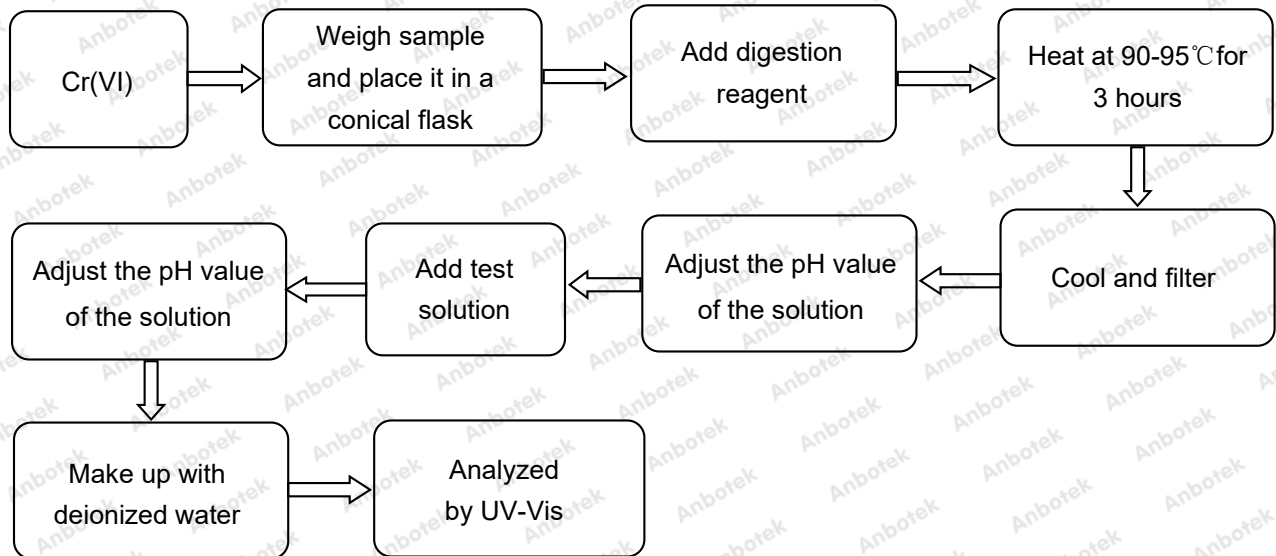 Cr(VI)
Weigh sample
and place it in a
conical flask
Add digestion
reagent
Heat at 90-95℃ for
3 hours
Cool and filter
Adjust the pH value
of the solution
Add test
solution
Adjust the pH value
of the solution
Make up with
deionized water
Analyzed
by UV-Vis
Anbotek